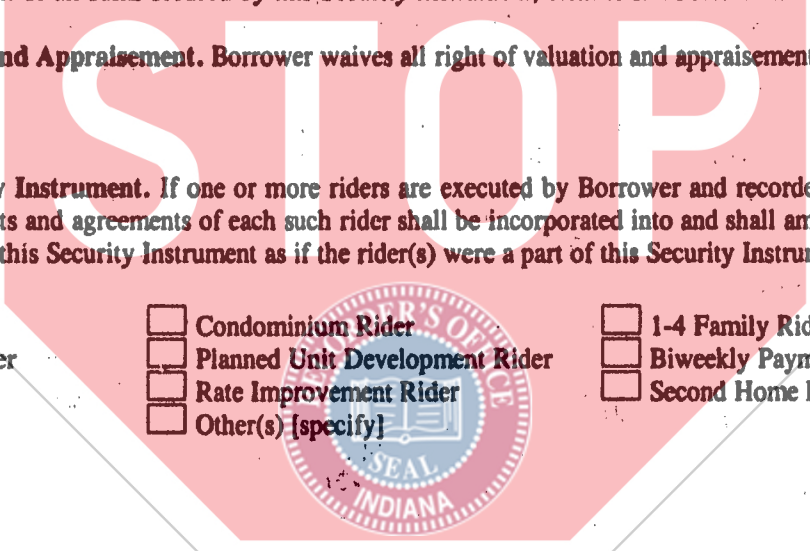 STOP
nd Appraisement. Borrower waives all right of valuation and appraisement
Instrument. If one or more riders are executed by Borrower and recorde
ts and agreements of each such rider shall be incorporated into and shall am
this Security Instrument as if the rider(s) were a part of this Security Instru
Condominium Rider 1-4 Family Rid
er Planned Unit Development Rider Biweekly Paym
Rate Improvement Rider Second Home
Other(s) [specify]
RECORDER'S OFFICE
SEAL
INDIANA